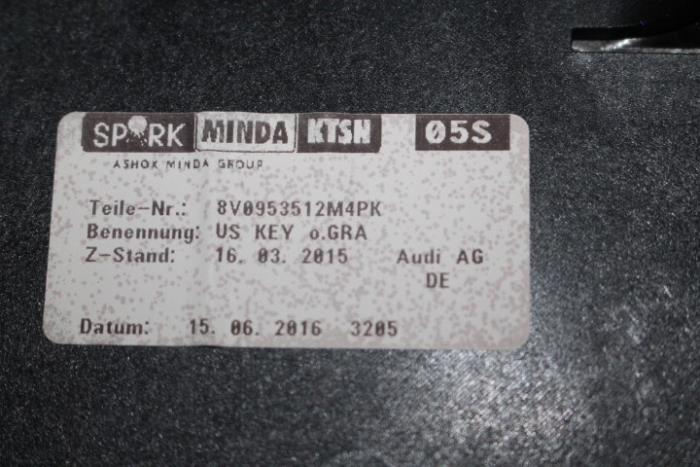 SPARK MINDA KTSN 05S
ASHOK MINDA GROUP
Teile-Nr.: 8V0953512M4PK
Benennung: US KEY o.GRA
Z-Stand: 16. 03. 2015 Audi AG
DE
Datum: 15. 06. 2016 3205